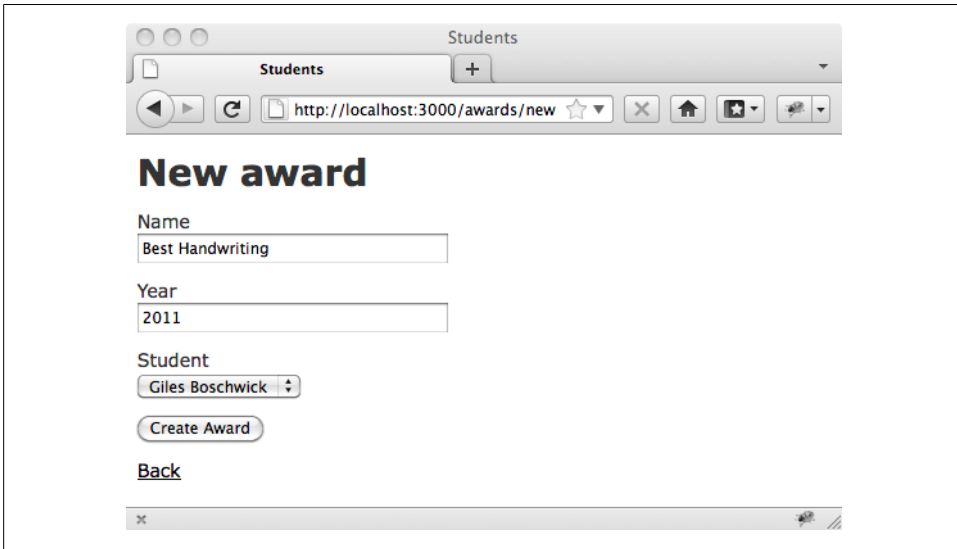 Students
Students
http://localhost:3000/awards/new
New award
Name
Best Handwriting
Year
2011
Student
Giles Boschwick
Create Award
Back